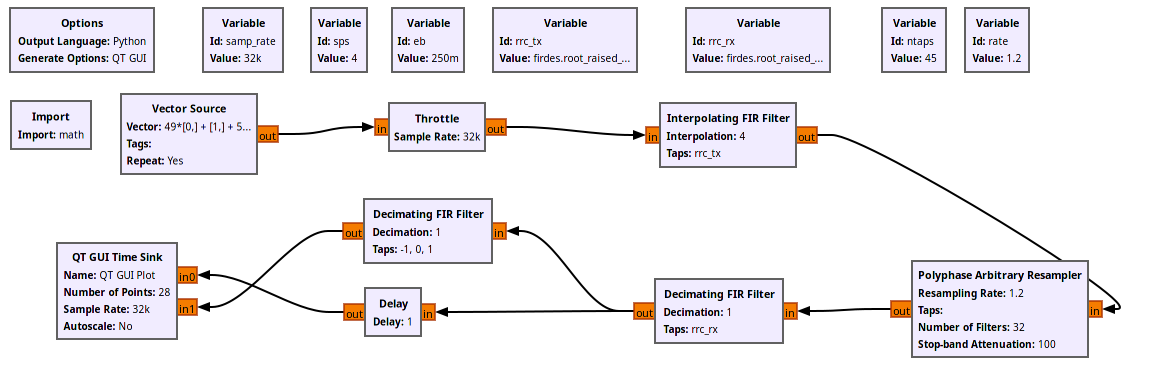 Options
Output Language: Python
Generate Options: QT GUI
Variable
Id: samp_rate
Value: 32k
Variable
Id: sps
Value: 4
Variable
Id: eb
Value: 250m
Variable
Id: rrc_tx
Value: firdes.root_raised_...
Variable
Id: rrc_rx
Value: firdes.root_raised_...
Variable
Id: ntaps
Value: 45
Variable
Id: rate
Value: 1.2
Import
Import: math
Vector Source
Vector: 49*[0,] + [1,] + 5...
Tags:
Repeat: Yes
out
in
Throttle
Sample Rate: 32k
out
in
Interpolating FIR Filter
Interpolation: 4
Taps: rrc_tx
out
Decimating FIR Filter
Decimation: 1
Taps: -1, 0, 1
out
in
QT GUI Time Sink
Name: QT GUI Plot
Number of Points: 28
Sample Rate: 32k
Autoscale: No
in0
in1
Delay
Delay: 1
out
in
Decimating FIR Filter
Decimation: 1
Taps: rrc_rx
out
in
Polyphase Arbitrary Resampler
Resampling Rate: 1.2
Taps:
Number of Filters: 32
Stop-band Attenuation: 100
out
in